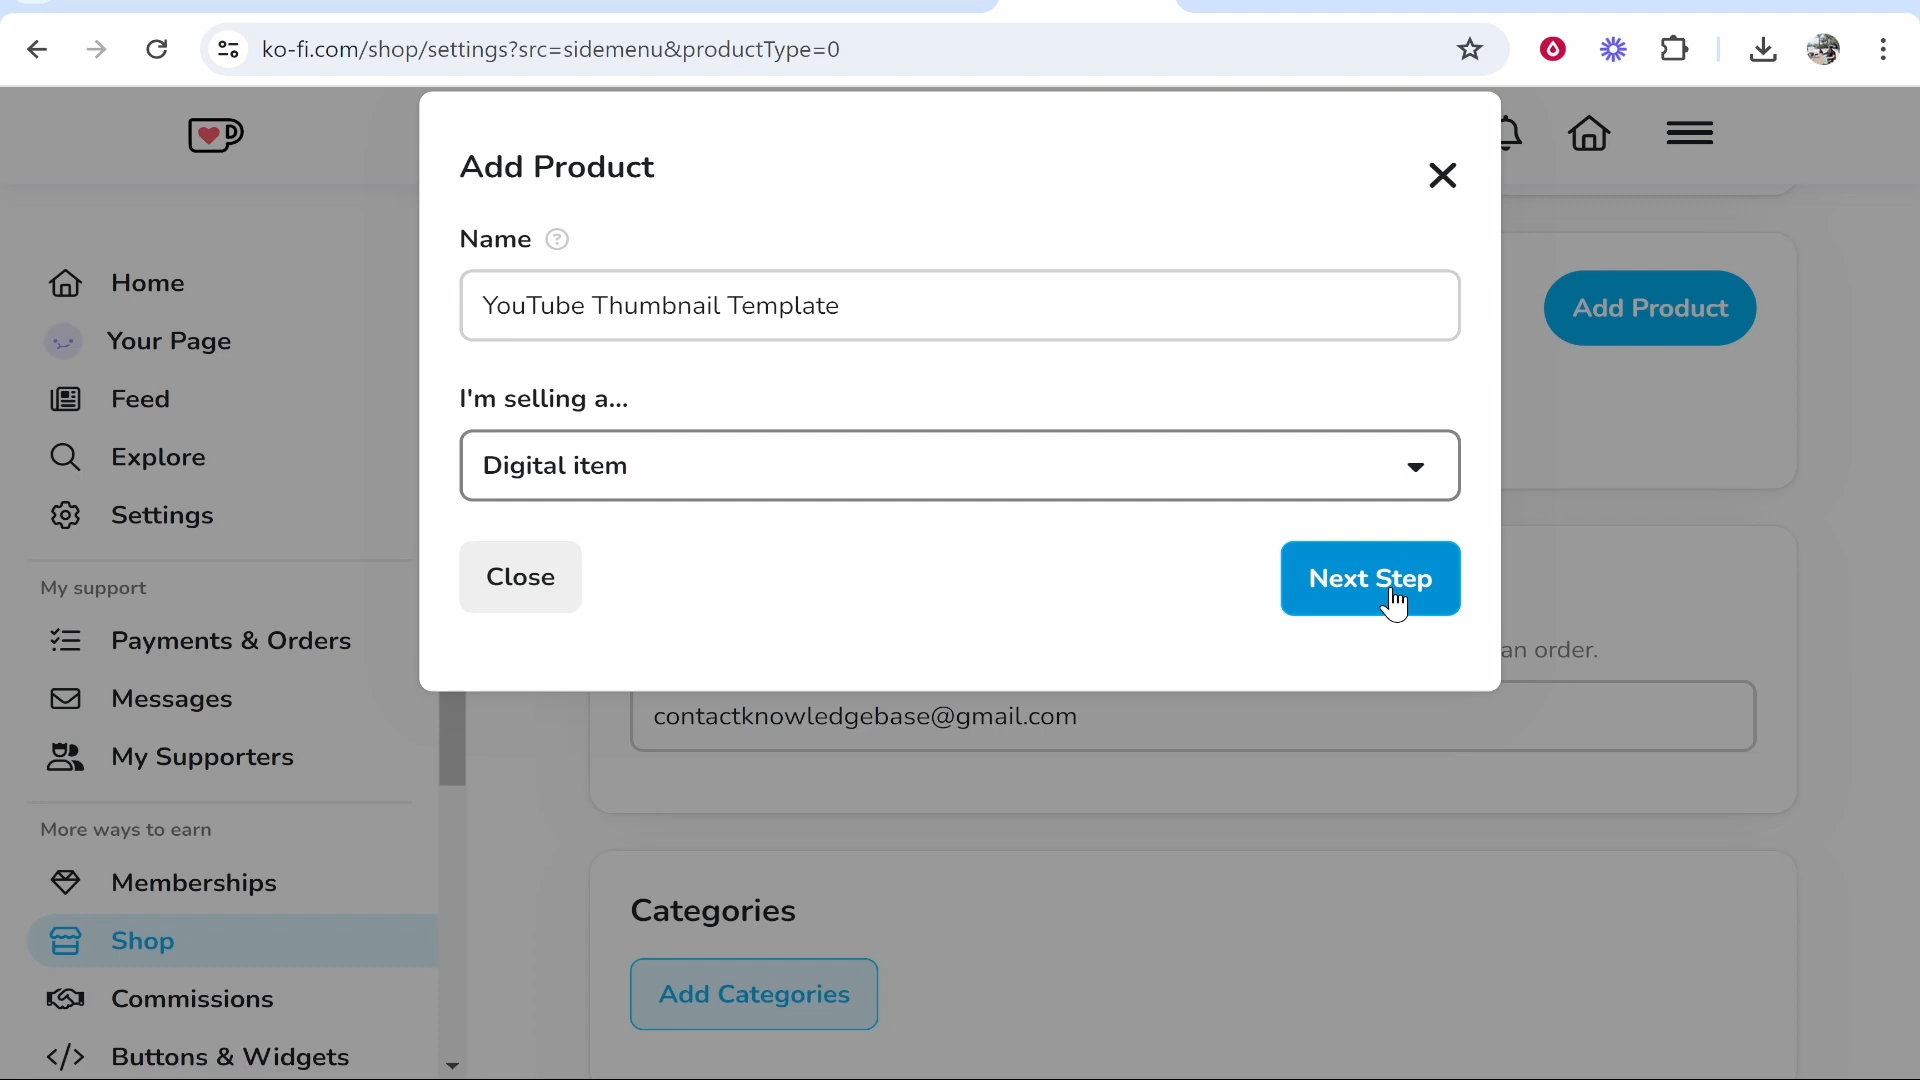 ko-fi.com/shop/settings?src=sidemenu&productType=0
Add Product
Name ?
YouTube Thumbnail Template
I'm selling a...
Digital item
Close
Next Step
Home
Your Page
Feed
Explore
Settings
My support
Payments & Orders
Messages
My Supporters
More ways to earn
Memberships
Shop
Commissions
Buttons & Widgets
Add Product
an order.
contactknowledgebase@gmail.com
Categories
Add Categories